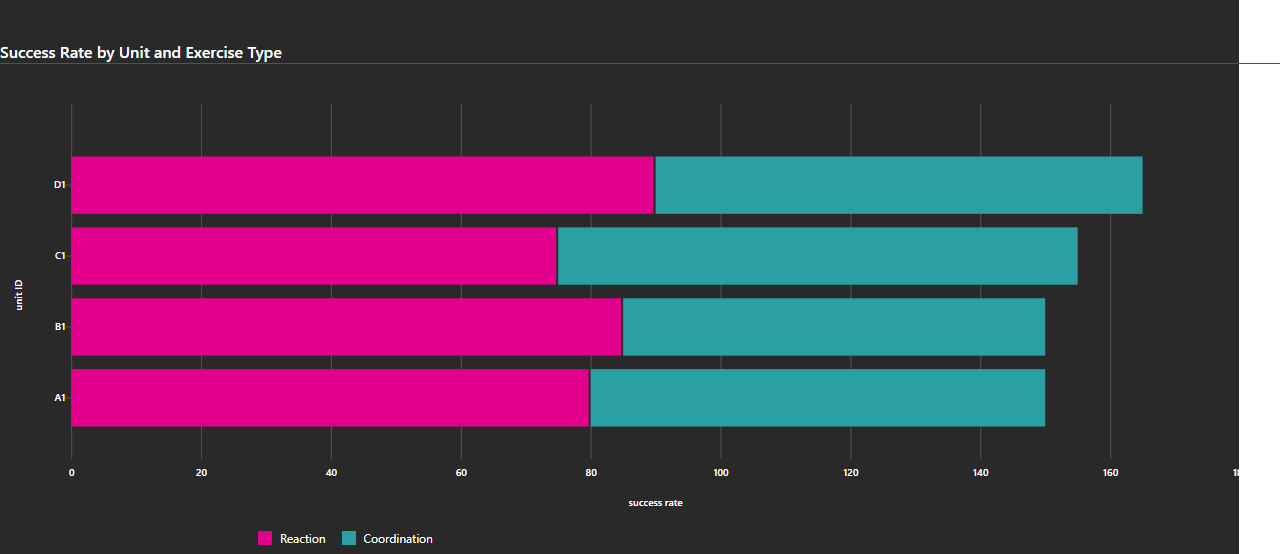 Success Rate by Unit and Exercise Type
D1
C1
B1
A1
unit ID
0 20 40 60 80 100 120 140 160
success rate
Reaction Coordination